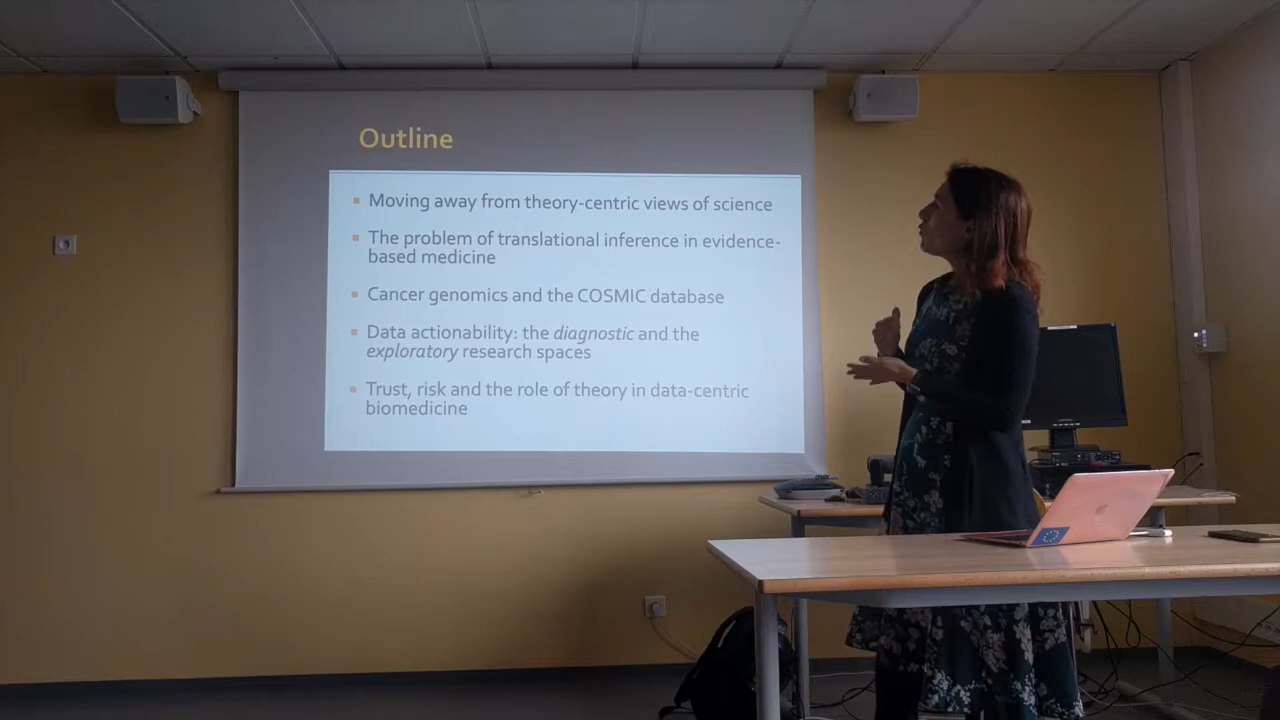 Outline
Moving away from theory-centric views of science
The problem of translational inference in evidence-
based medicine
Cancer genomics and the COSMIC database
Data actionability: the diagnostic and the
exploratory research spaces
Trust, risk and the role of theory in data-centric
biomedicine